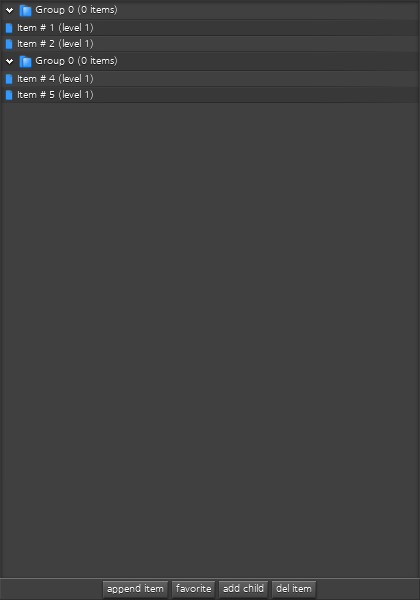 Group 0 (0 items)
Item # 1 (level 1)
Item # 2 (level 1)
Group 0 (0 items)
Item # 4 (level 1)
Item # 5 (level 1)
append item favorite add child del item